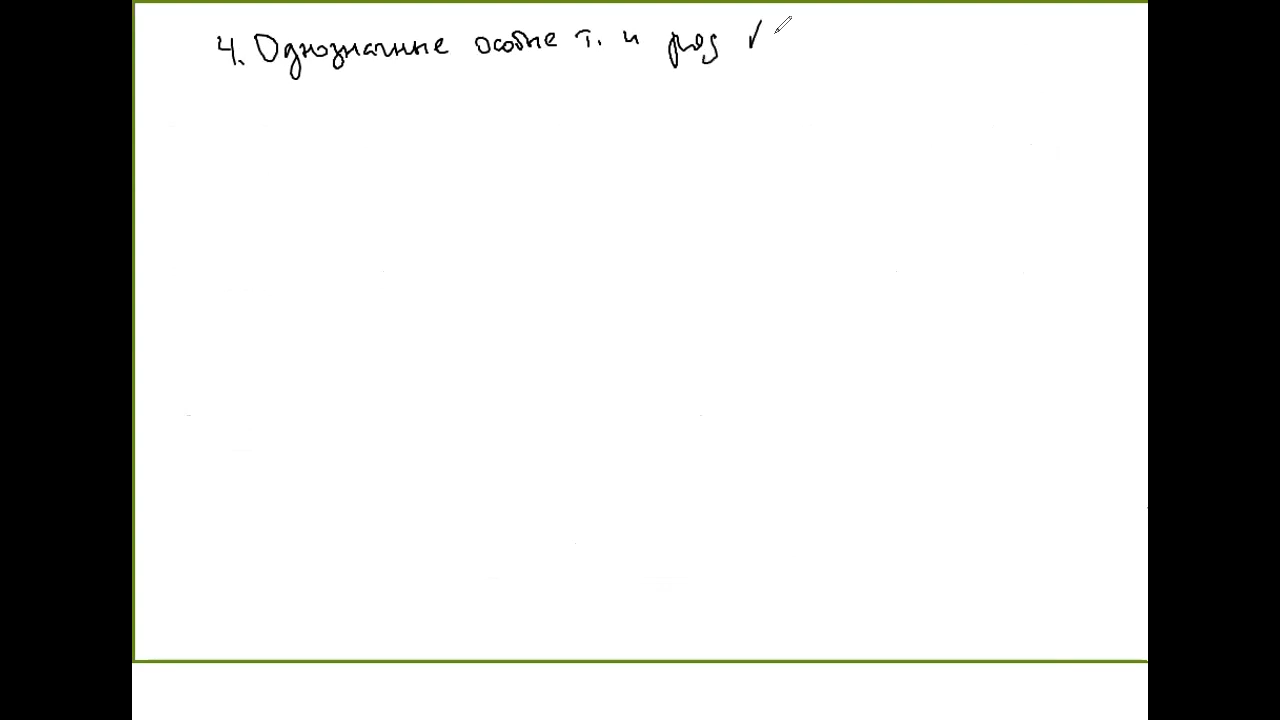 4. Однозначные особые т. и ряд